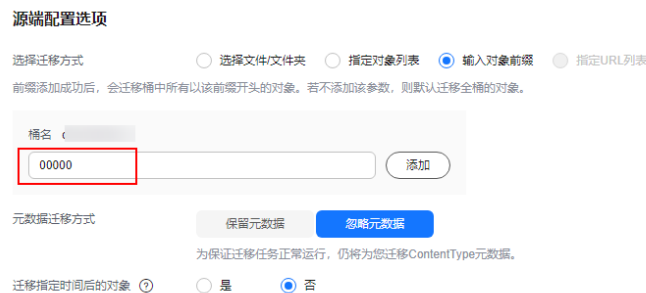 源端配置选项
选择迁移方式 选择文件/文件夹 指定对象列表 输入对象前缀 指定URL列表
前缀添加成功后，会迁移桶中所有以该前缀开头的对象。若不添加该参数，则默认迁移全桶的对象。
桶名
00000 添加
元数据迁移方式 保留元数据 忽略元数据
为保证迁移任务正常运行，仍将为您迁移ContentType元数据。
迁移指定时间后的对象 ? 是 否